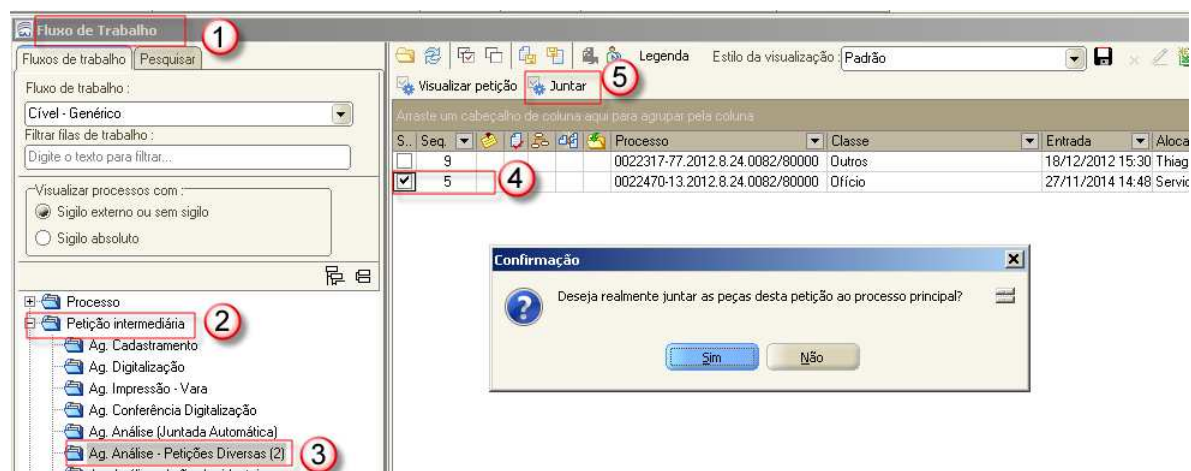 Fluxo de Trabalho
1
Fluxos de trabalho Pesquisar
Fluxo de trabalho :
Cível - Genérico
Filtrar filas de trabalho :
Digite o texto para filtrar...
Visualizar processos com :
Sigilo externo ou sem sigilo
Sigilo absoluto
Processo
Petição intermediária
2
Ag. Cadastramento
Ag. Digitalização
Ag. Impressão - Vara
Ag. Conferência Digitalização
Ag. Análise (Juntada Automática)
Ag. Análise - Petições Diversas (2)
3
Legenda Estilo da visualização : Padrão
Visualizar petição Juntar
5
Arraste um cabeçalho de coluna aqui para agrupar pela coluna
S.. Seq. Processo Classe Entrada Aloca
9 0022317-77.2012.8.24.0082/80000 Outros 18/12/2012 15:30 Thiag
5 0022470-13.2012.8.24.0082/80000 Ofício 27/11/2014 14:48 Servic
4
Confirmação
Deseja realmente juntar as peças desta petição ao processo principal?
Sim Não